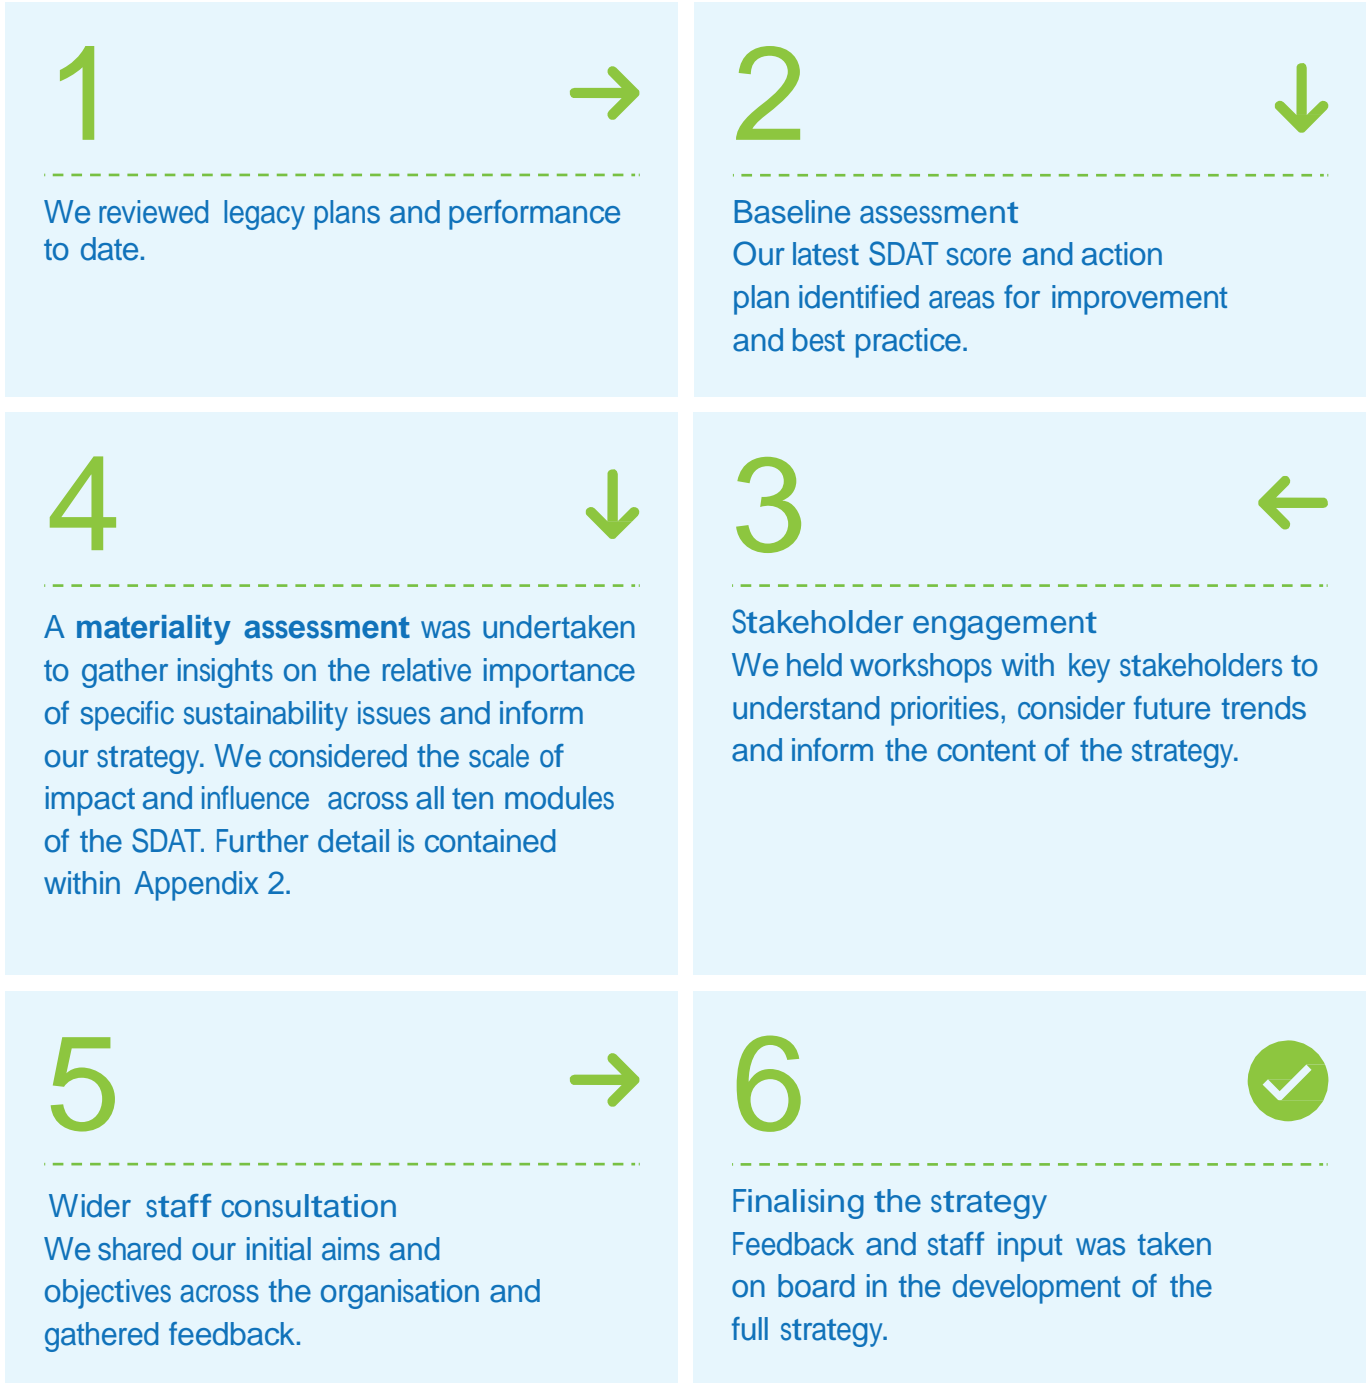 1
We reviewed legacy plans and performance
to date.
2
Baseline assessment
Our latest SDAT score and action
plan identified areas for improvement
and best practice.
3
Stakeholder engagement
We held workshops with key stakeholders to
understand priorities, consider future trends
and inform the content of the strategy.
4
A materiality assessment was undertaken
to gather insights on the relative importance
of specific sustainability issues and inform
our strategy. We considered the scale of
impact and influence across all ten modules
of the SDAT. Further detail is contained
within Appendix 2.
5
Wider staff consultation
We shared our initial aims and
objectives across the organisation and
gathered feedback.
6
Finalising the strategy
Feedback and staff input was taken
on board in the development of the
full strategy.